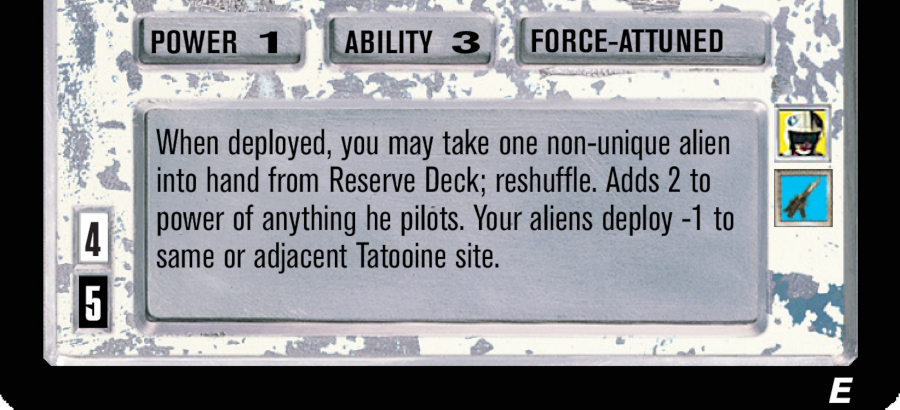 POWER 1 ABILITY 3 FORCE-ATTUNED
When deployed, you may take one non-unique alien
into hand from Reserve Deck; reshuffle. Adds 2 to
power of anything he pilots. Your aliens deploy -1 to
same or adjacent Tatooine site.
4
5
E